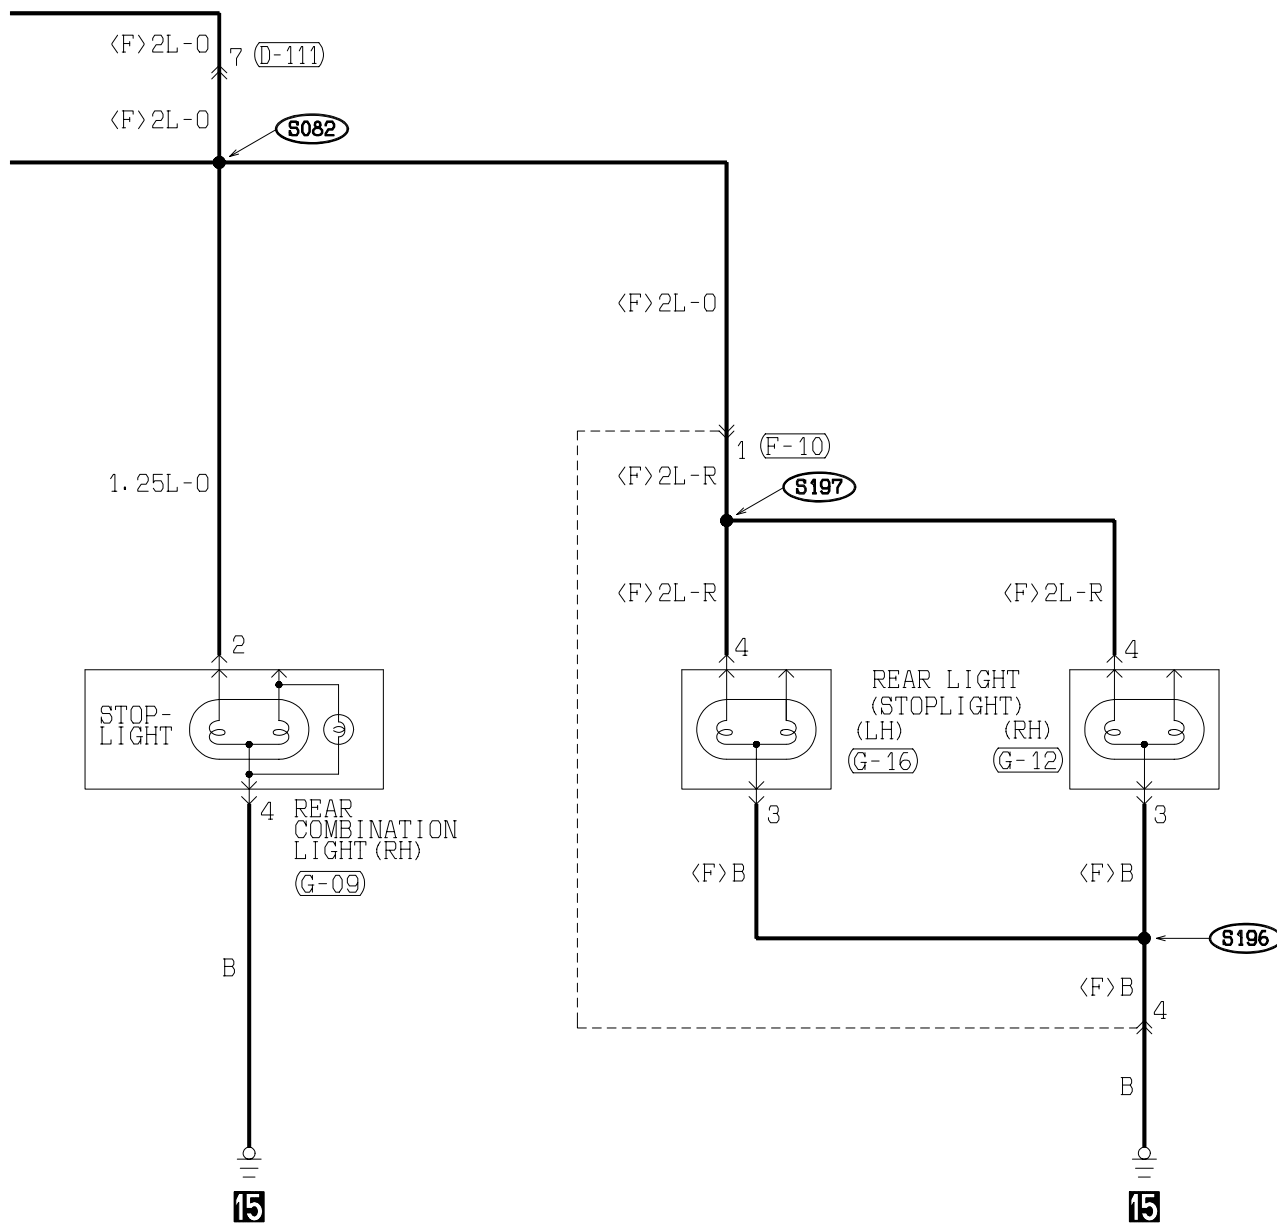 〈F〉2L-O
7 (D-111)
〈F〉2L-O
S082
〈F〉2L-O
1 (F-10)
1.25L-O
〈F〉2L-R
S197
〈F〉2L-R
〈F〉2L-R
2
4
4
STOP-
LIGHT
REAR LIGHT
(STOPLIGHT)
(LH)
(RH)
G-16
G-12
4
3
3
REAR
COMBINATION
LIGHT(RH)
G-09
〈F〉B
〈F〉B
S196
B
〈F〉B
4
B
15
15